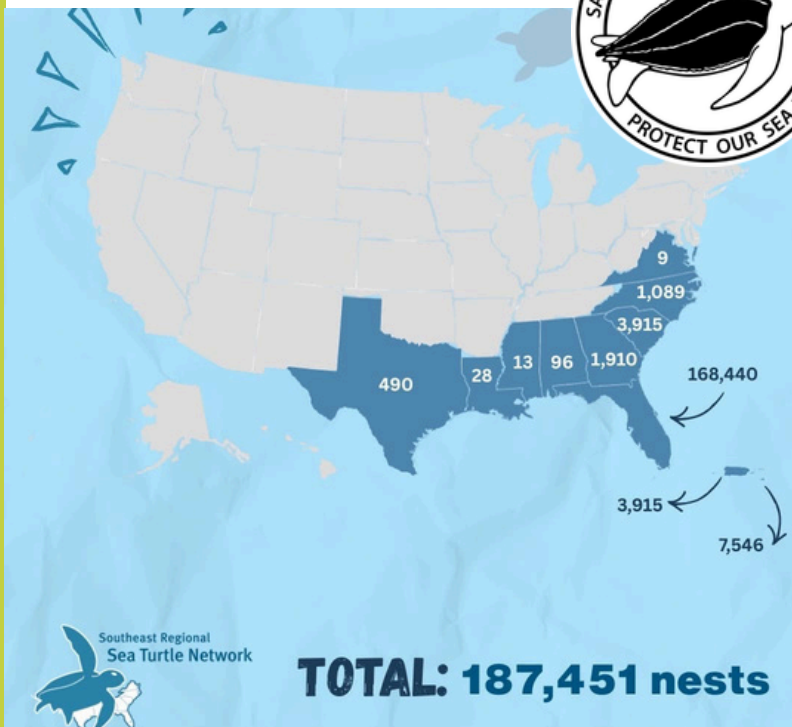 SA
PROTECT OUR SEA
9
1,089
3,915
1,910
96
13
28
490
168,440
3,915
7,546
Southeast Regional
Sea Turtle Network
TOTAL: 187,451 nests